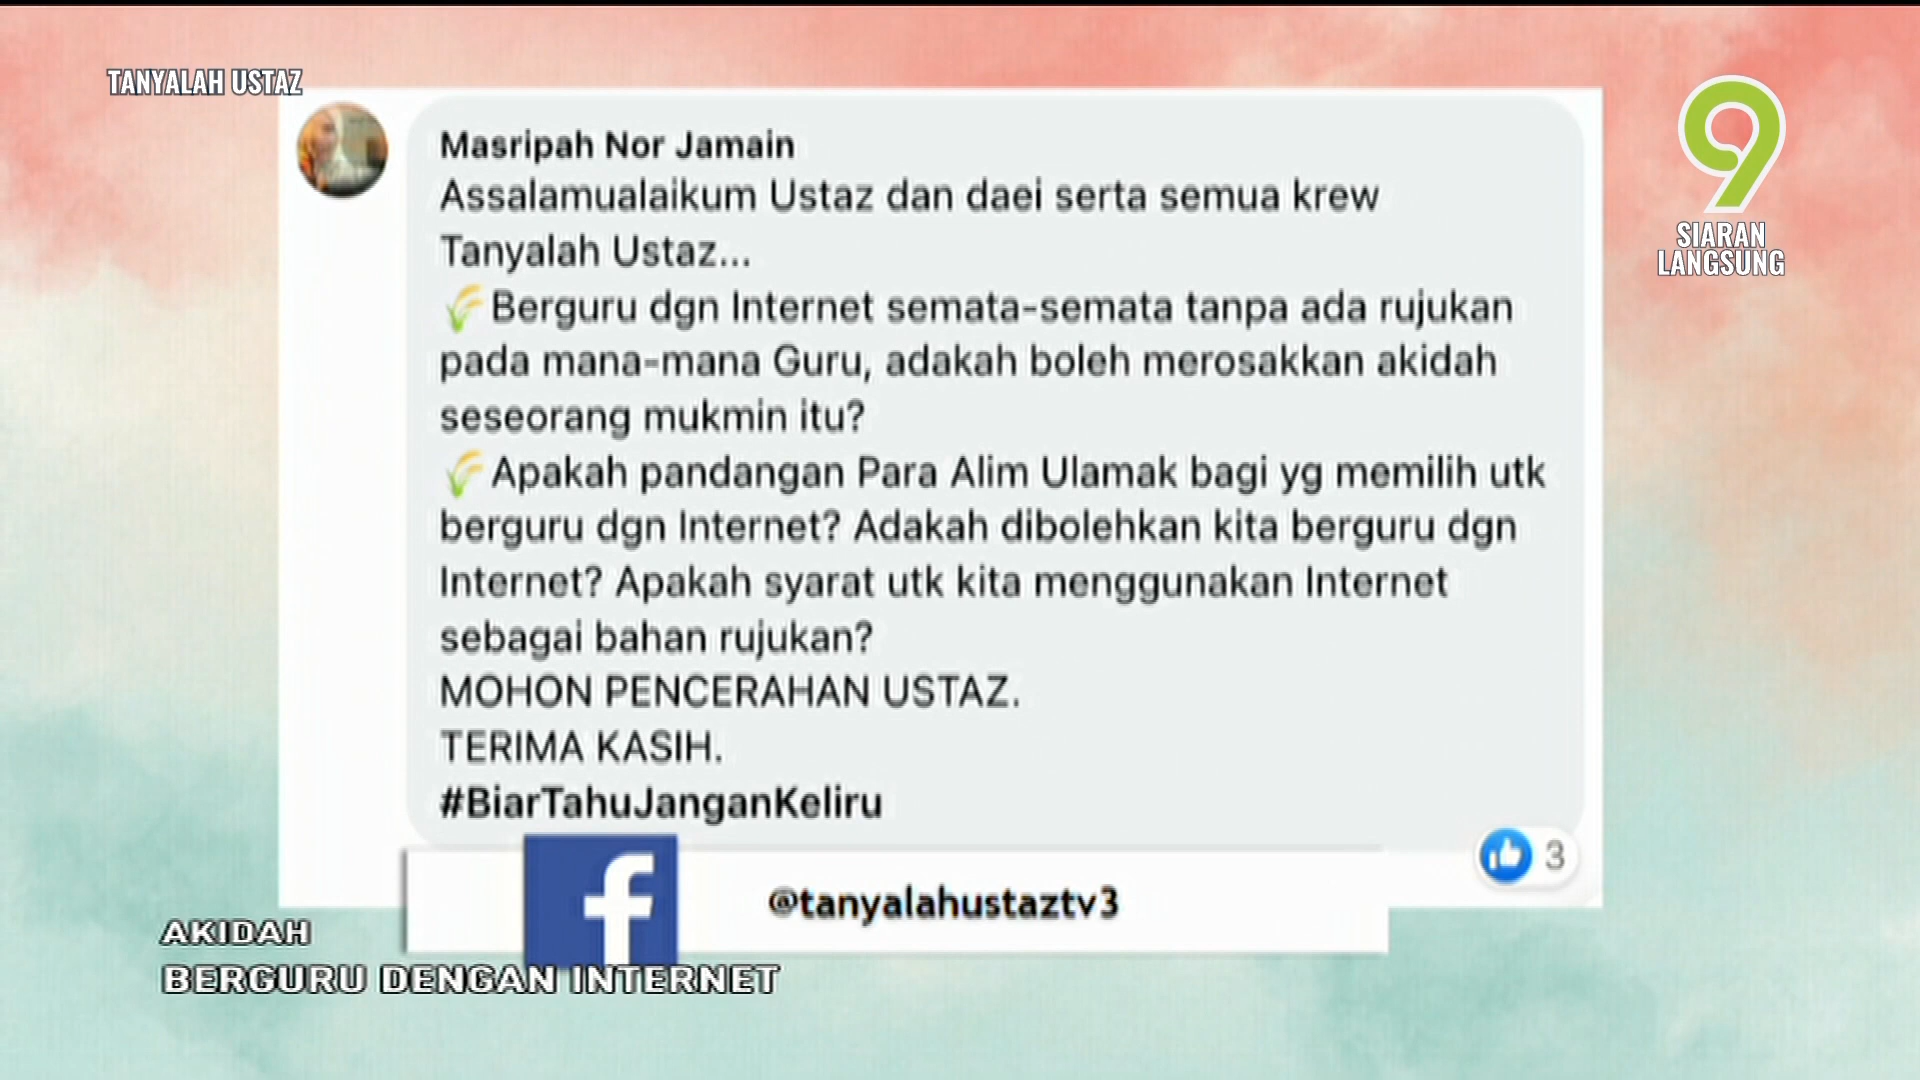 TANYALAH USTAZ
9
SIARAN
LANGSUNG
Masripah Nor Jamain
Assalamualaikum Ustaz dan daei serta semua krew
Tanyalah Ustaz...
🌾Berguru dgn Internet semata-semata tanpa ada rujukan
pada mana-mana Guru, adakah boleh merosakkan akidah
seseorang mukmin itu?
🌾Apakah pandangan Para Alim Ulamak bagi yg memilih utk
berguru dgn Internet? Adakah dibolehkan kita berguru dgn
Internet? Apakah syarat utk kita menggunakan Internet
sebagai bahan rujukan?
MOHON PENCERAHAN USTAZ.
TERIMA KASIH.
#BiarTahuJanganKeliru
3
f
@tanyalahustaztv3
AKIDAH
BERGURU DENGAN INTERNET